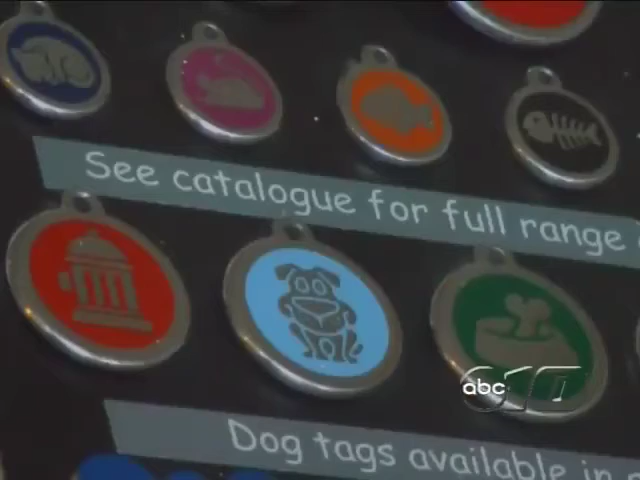 See catalogue for full range
abc
Dog tags available in